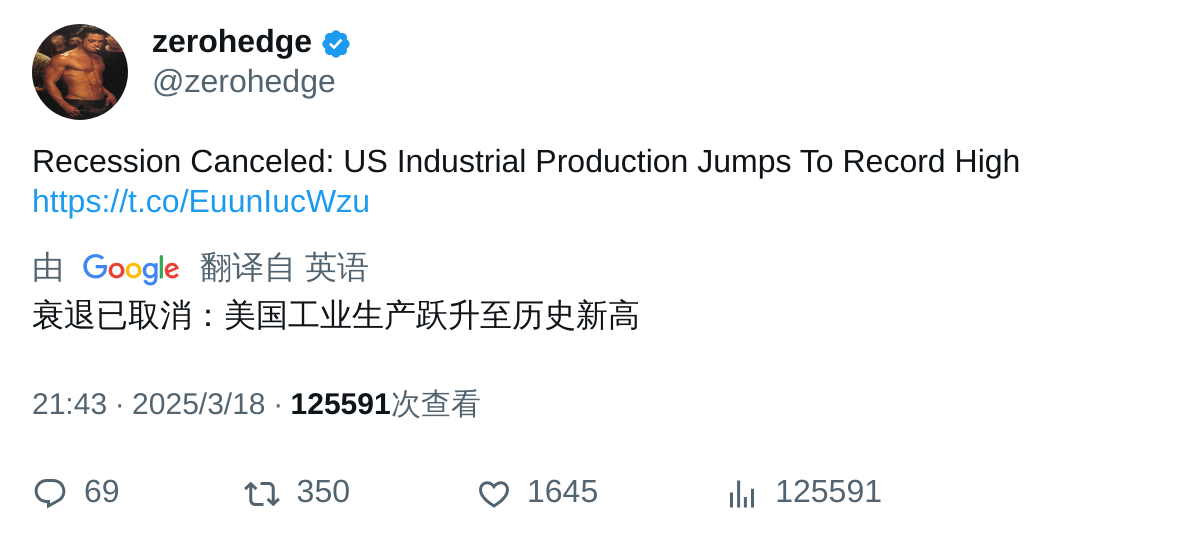 zerohedge
@zerohedge
Recession Canceled: US Industrial Production Jumps To Record High
https://t.co/EuunIucWzu
由 Google 翻译自 英语
衰退已取消：美国工业生产跃升至历史新高
21:43 · 2025/3/18 · 125591次查看
69 350 1645 125591